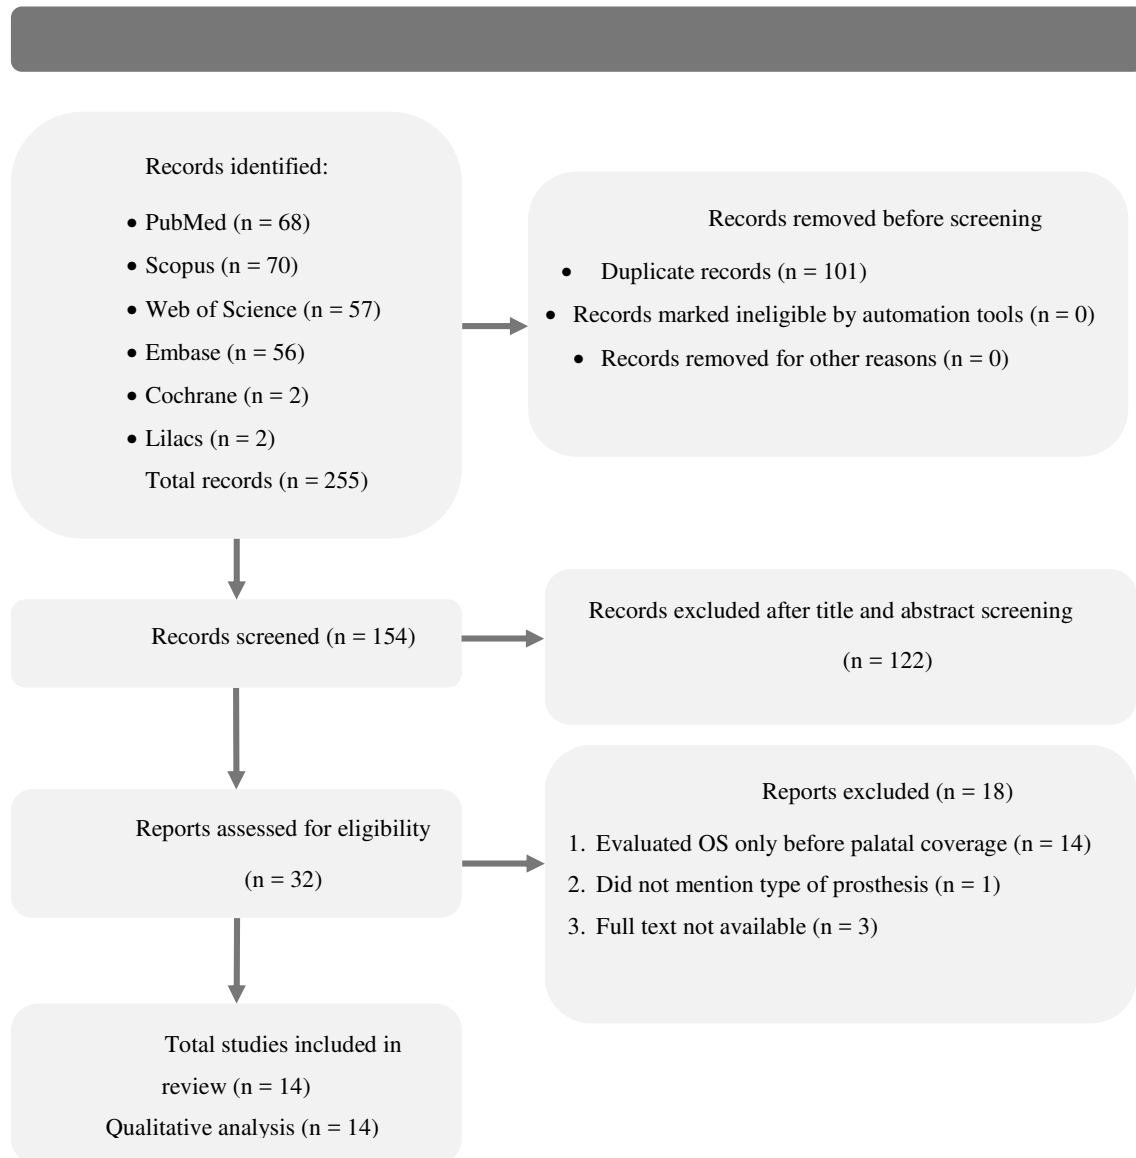 Records identified:
• PubMed (n = 68)
• Scopus (n = 70)
• Web of Science (n = 57)
• Embase (n = 56)
• Cochrane (n = 2)
• Lilacs (n = 2)
Total records (n = 255)
Records removed before screening
• Duplicate records (n = 101)
• Records marked ineligible by automation tools (n = 0)
• Records removed for other reasons (n = 0)
Records screened (n = 154)
Records excluded after title and abstract screening
(n = 122)
Reports assessed for eligibility
(n = 32)
Reports excluded (n = 18)
1. Evaluated OS only before palatal coverage (n = 14)
2. Did not mention type of prosthesis (n = 1)
3. Full text not available (n = 3)
Total studies included in
review (n = 14)
Qualitative analysis (n = 14)